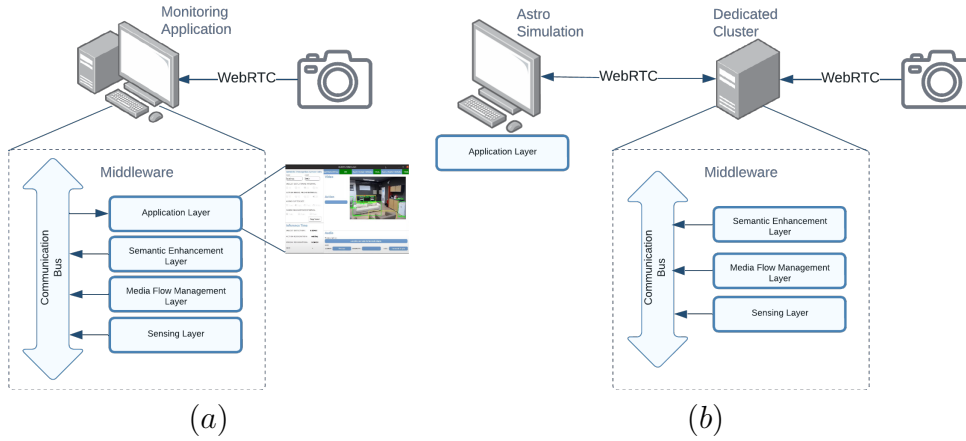 Monitoring
Application
WebRTC
Middleware
Communication
Bus
Application Layer
Semantic Enhancement
Layer
Media Flow Management
Layer
Sensing Layer
(a)
Astro
Simulation
Dedicated
Cluster
WebRTC
WebRTC
Application Layer
Middleware
Communication
Bus
Semantic Enhancement
Layer
Media Flow Management
Layer
Sensing Layer
(b)